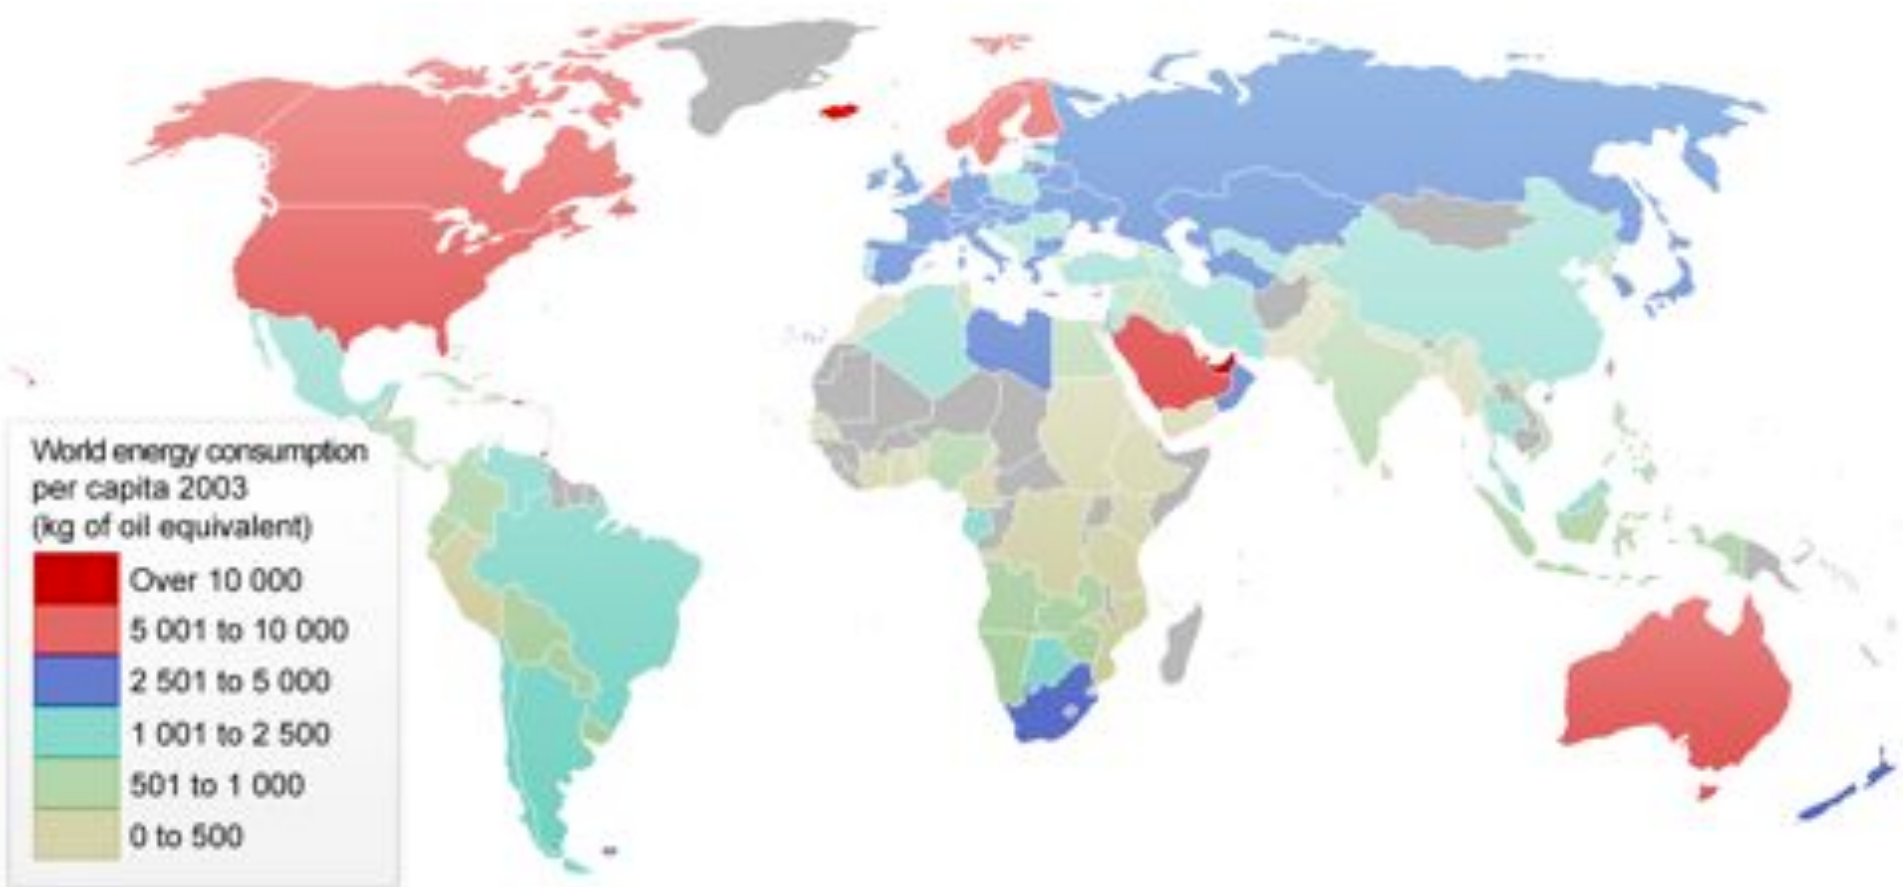 World energy consumption
per capita 2003
(kg of oil equivalent)
Over 10 000
5 001 to 10 000
2 501 to 5 000
1 001 to 2 500
501 to 1 000
0 to 500